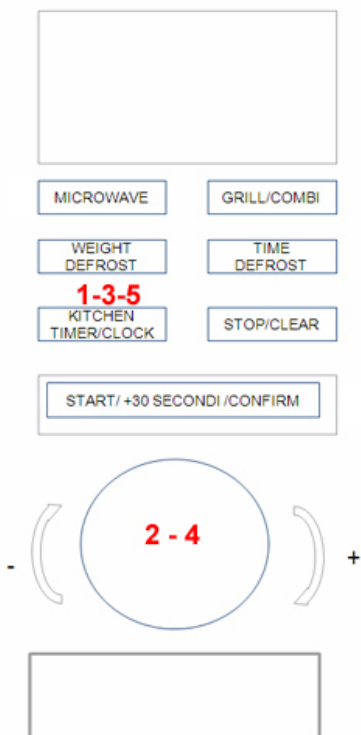 MICROWAVE
GRILL/COMBI
WEIGHT
DEFROST
TIME
DEFROST
1-3-5
KITCHEN
TIMER/CLOCK
STOP/CLEAR
START/ +30 SECONDI /CONFIRM
2 - 4
-
+